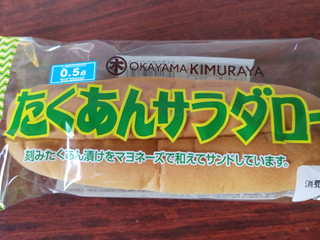 木 OKAYAMA KIMURAYA
0.5点
たくあんサラダロー
刻みたくあん漬けをマヨネーズで和えてサンドしています。
消費